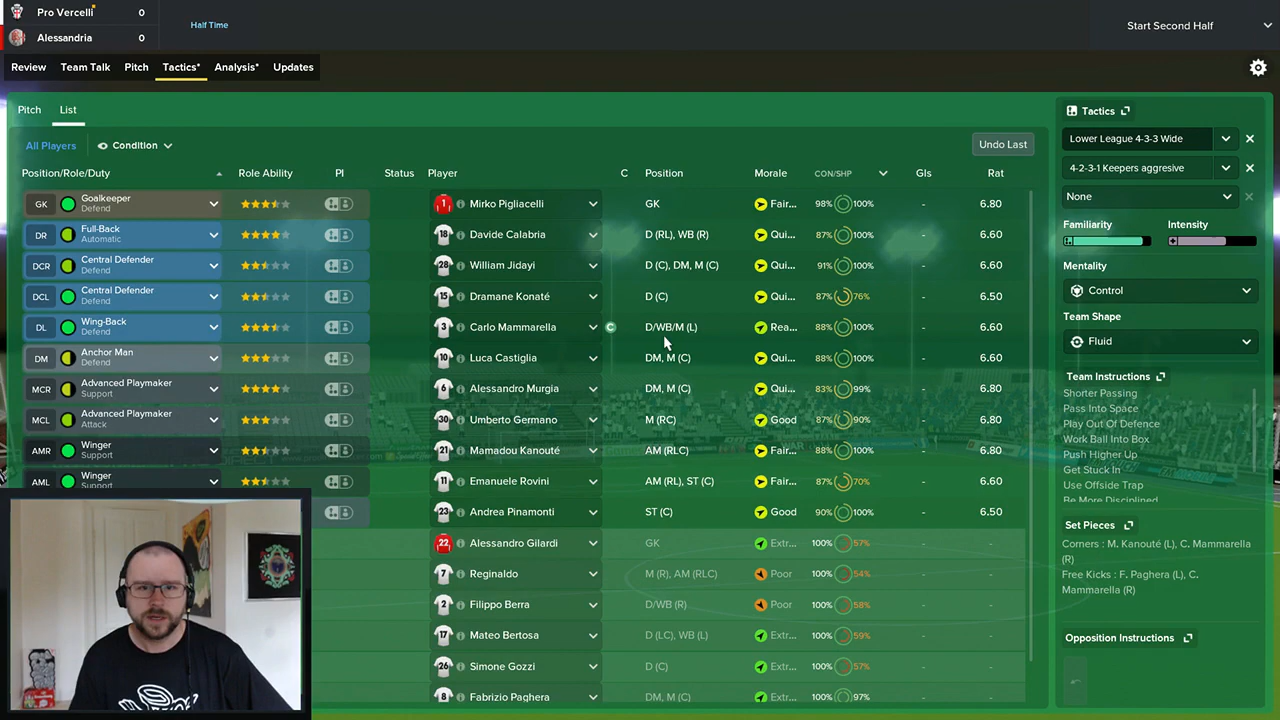 Pro Vercelli 0
Alessandria 0
Half Time
Start Second Half
Review Team Talk Pitch Tactics* Analysis* Updates
Pitch List
All Players Condition Undo Last
Position/Role/Duty Role Ability PI Status Player C Position Morale CON/SHP Gls Rat
GK Goalkeeper Defend 1 Mirko Pigliacelli GK Fair... 98% 100% - 6.80
DR Full-Back Automatic 18 Davide Calabria D (RL), WB (R) Qui... 87% 100% - 6.60
DCR Central Defender Defend 28 William Jidayi D (C), DM, M (C) Qui... 91% 100% - 6.60
DCL Central Defender Defend 15 Dramane Konaté D (C) Qui... 87% 76% - 6.50
DL Wing-Back Defend 3 Carlo Mammarella C D/WB/M (L) Rea... 88% 100% - 6.60
DM Anchor Man Defend 10 Luca Castiglia DM, M (C) Qui... 88% 100% - 6.60
MCR Advanced Playmaker Support 6 Alessandro Murgia DM, M (C) Qui... 83% 99% - 6.80
MCL Advanced Playmaker Attack 30 Umberto Germano M (RC) Good 87% 90% - 6.80
AMR Winger Support 21 Mamadou Kanouté AM (RLC) Fair... 88% 100% - 6.80
AML Winger Support 11 Emanuele Rovini AM (RL), ST (C) Fair... 87% 70% - 6.60
23 Andrea Pinamonti ST (C) Good 90% 100% - 6.50
22 Alessandro Gilardi GK Extr... 100% 57% - -
7 Reginaldo M (R), AM (RLC) Poor 100% 54% - -
2 Filippo Berra D/WB (R) Poor 100% 58% - -
17 Mateo Bertosa D (LC), WB (L) Extr... 100% 59% - -
26 Simone Gozzi D (C) Extr... 100% 57% - -
8 Fabrizio Paghera DM, M (C) Extr... 100% 97% - -
Tactics
Lower League 4-3-3 Wide
4-2-3-1 Keepers aggresive
None
Familiarity Intensity
Mentality
Control
Team Shape
Fluid
Team Instructions
Shorter Passing
Pass Into Space
Play Out Of Defence
Work Ball Into Box
Push Higher Up
Get Stuck In
Use Offside Trap
Be More Disciplined
Set Pieces
Corners : M. Kanouté (L), C. Mammarella
(R)
Free Kicks : F. Paghera (L), C.
Mammarella (R)
Opposition Instructions